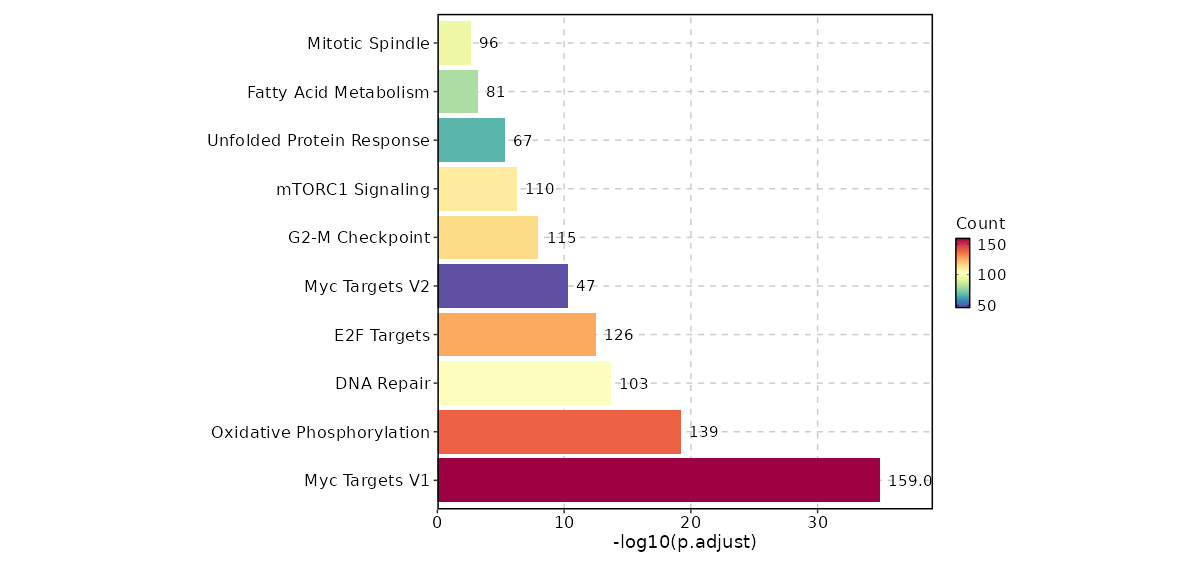 Mitotic Spindle 96
Fatty Acid Metabolism 81
Unfolded Protein Response 67
mTORC1 Signaling 110
G2-M Checkpoint 115
Myc Targets V2 47
E2F Targets 126
DNA Repair 103
Oxidative Phosphorylation 139
Myc Targets V1 159.0
0 10 20 30
-log10(p.adjust)
Count
150
100
50